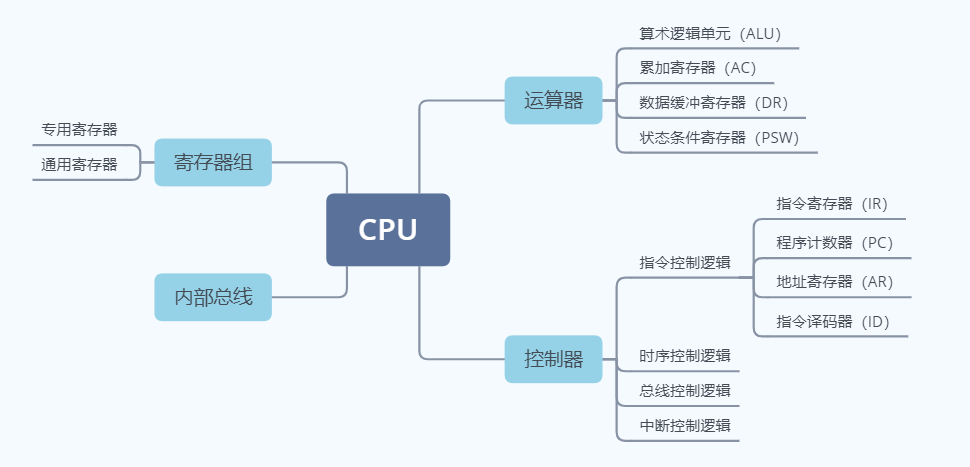 CPU
运算器
算术逻辑单元（ALU）
累加寄存器（AC）
数据缓冲寄存器（DR）
状态条件寄存器（PSW）
控制器
指令控制逻辑
指令寄存器（IR）
程序计数器（PC）
地址寄存器（AR）
指令译码器（ID）
时序控制逻辑
总线控制逻辑
中断控制逻辑
寄存器组
专用寄存器
通用寄存器
内部总线